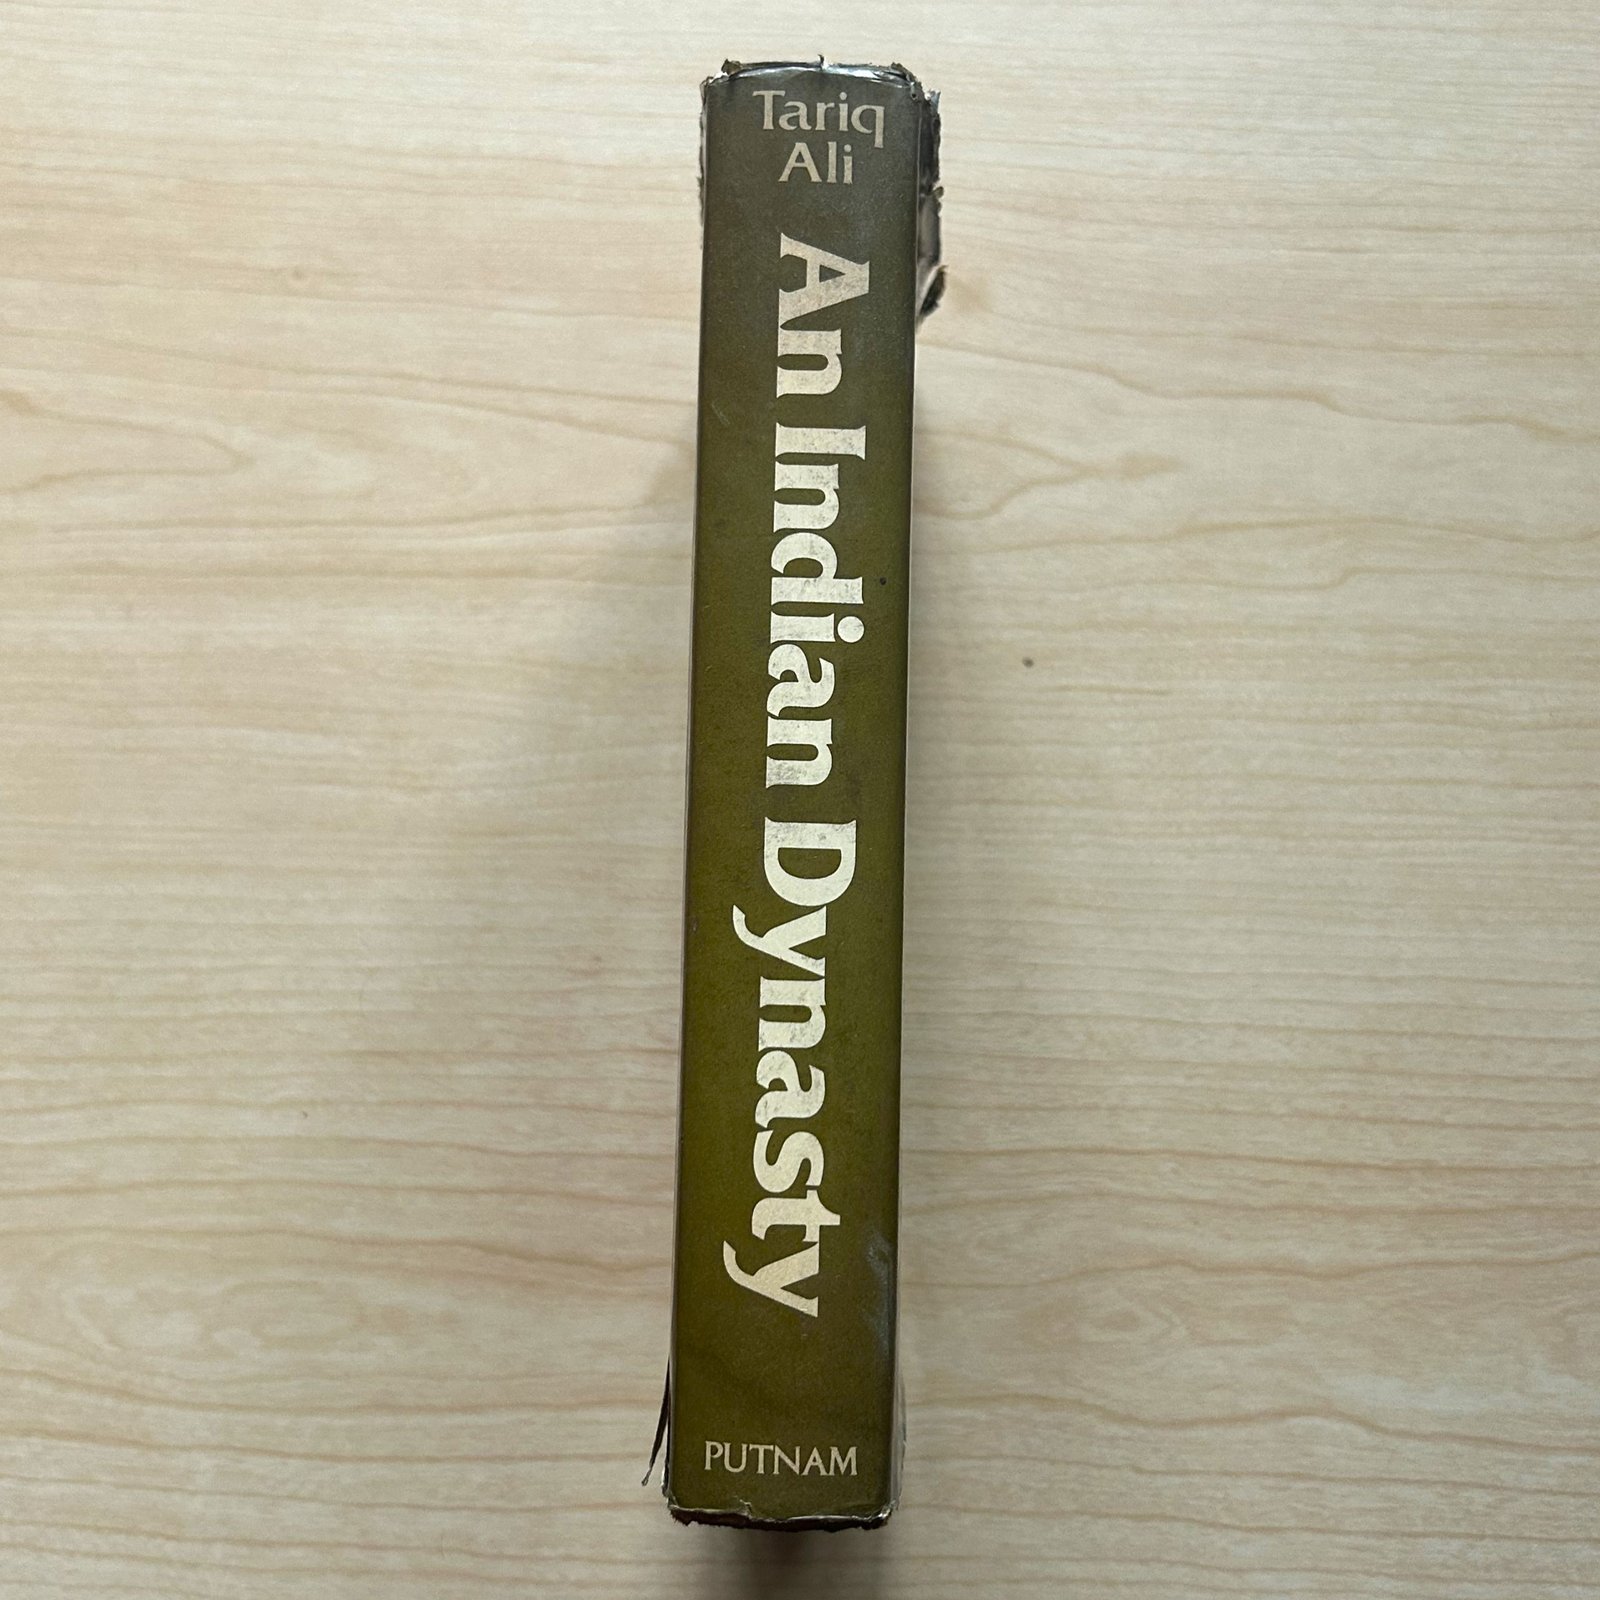 Tariq
Ali
An Indian Dynasty
PUTNAM